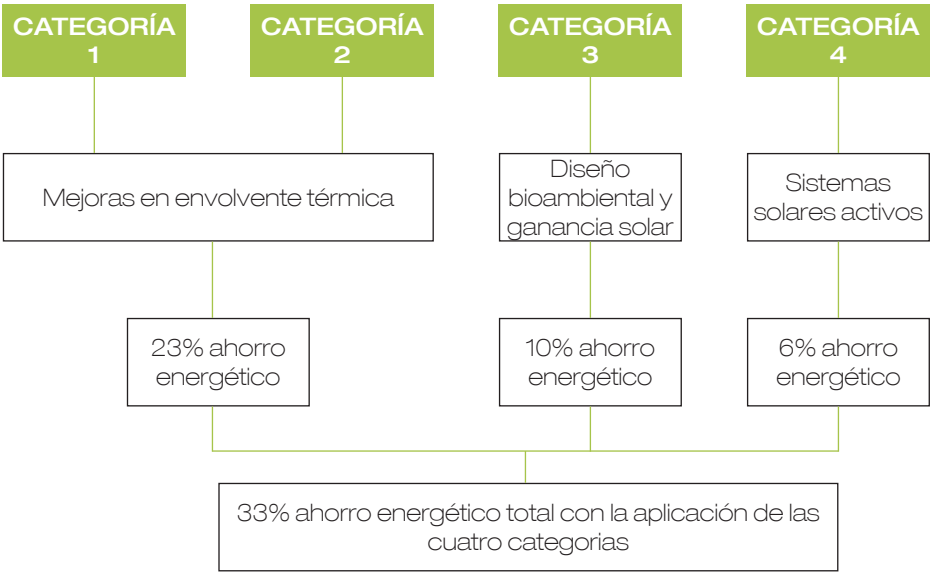 CATEGORÍA
1
CATEGORÍA
2
CATEGORÍA
3
CATEGORÍA
4
Mejoras en envolvente térmica
Diseño
bioambiental y
ganancia solar
Sistemas
solares activos
23% ahorro
energético
10% ahorro
energético
6% ahorro
energético
33% ahorro energético total con la aplicación de las
cuatro categorias